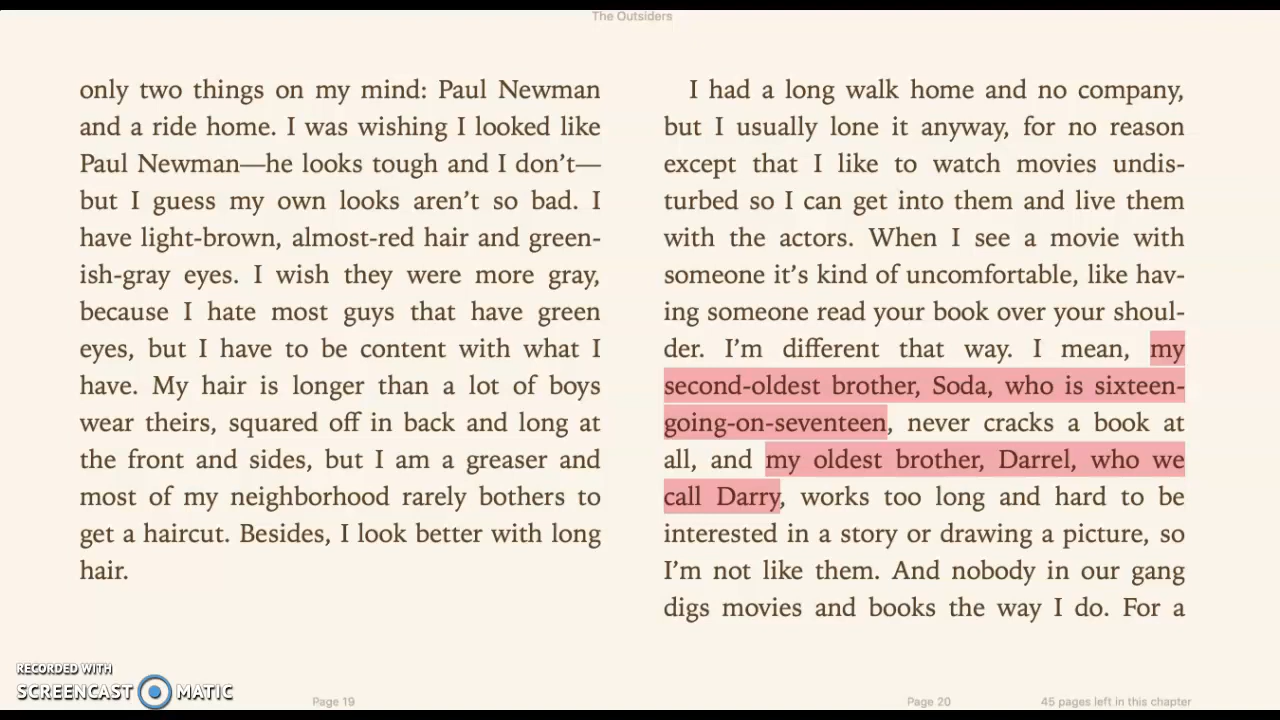 The Outsiders
only two things on my mind: Paul Newman
and a ride home. I was wishing I looked like
Paul Newman—he looks tough and I don’t—
but I guess my own looks aren’t so bad. I
have light-brown, almost-red hair and green-
ish-gray eyes. I wish they were more gray,
because I hate most guys that have green
eyes, but I have to be content with what I
have. My hair is longer than a lot of boys
wear theirs, squared off in back and long at
the front and sides, but I am a greaser and
most of my neighborhood rarely bothers to
get a haircut. Besides, I look better with long
hair.
I had a long walk home and no company,
but I usually lone it anyway, for no reason
except that I like to watch movies undis-
turbed so I can get into them and live them
with the actors. When I see a movie with
someone it’s kind of uncomfortable, like hav-
ing someone read your book over your shoul-
der. I’m different that way. I mean, my
second-oldest brother, Soda, who is sixteen-
going-on-seventeen, never cracks a book at
all, and my oldest brother, Darrel, who we
call Darry, works too long and hard to be
interested in a story or drawing a picture, so
I’m not like them. And nobody in our gang
digs movies and books the way I do. For a
RECORDED WITH
SCREENCAST MATIC
Page 19
Page 20
45 pages left in this chapter